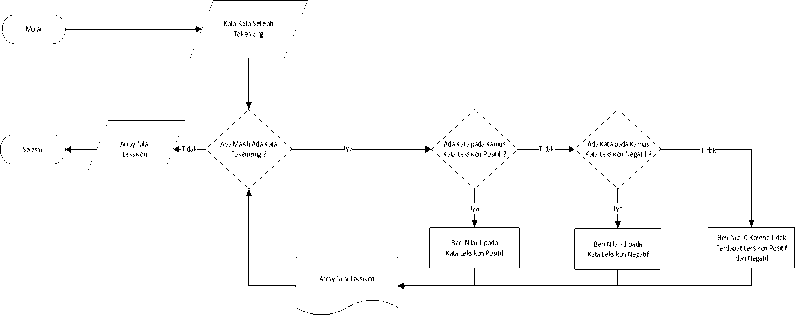 Mulai
Kata-Kata Setelah
Tokenizing
Selesai
Array Nilai
Leksikon
Tidak
Apa Masih Ada Kata
Tokenizing ?
Iya
Ada Kata pada Kamus
Kata Leksikon Positif ?
Tidak
Ada Kata pada Kamus
Kata Leksikon Negatif ?
Tidak
Iya
Iya
Beri Nilai 1 pada
Kata Leksikon Positif
Beri Nilai -1 pada
Kata Leksikon Negatif
Beri Nilai 0 Karena Tidak
Terdapat Leksikon Positif
dan Negatif
Array Nilai Leksikon